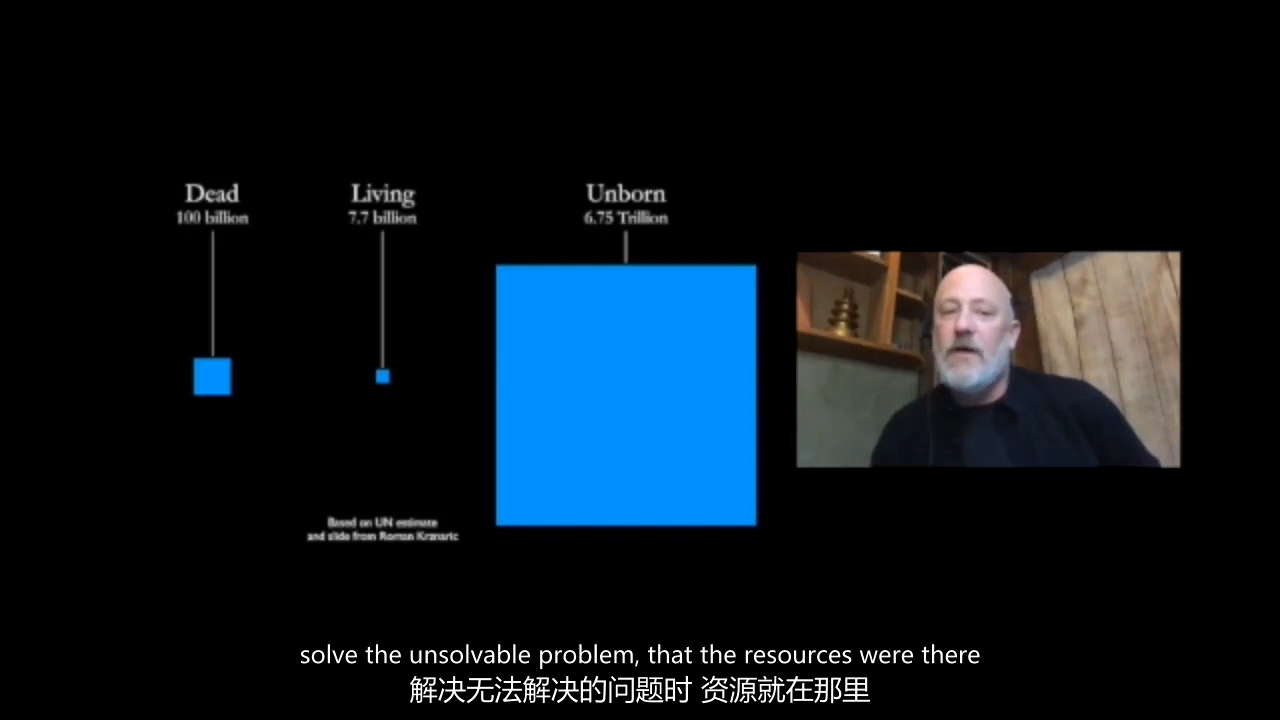 Dead
100 billion
Living
7.7 billion
Unborn
6.75 Trillion
Based on UN estimate
and slide from Roman Krznaric
solve the unsolvable problem, that the resources were there
解决无法解决的问题时 资源就在那里